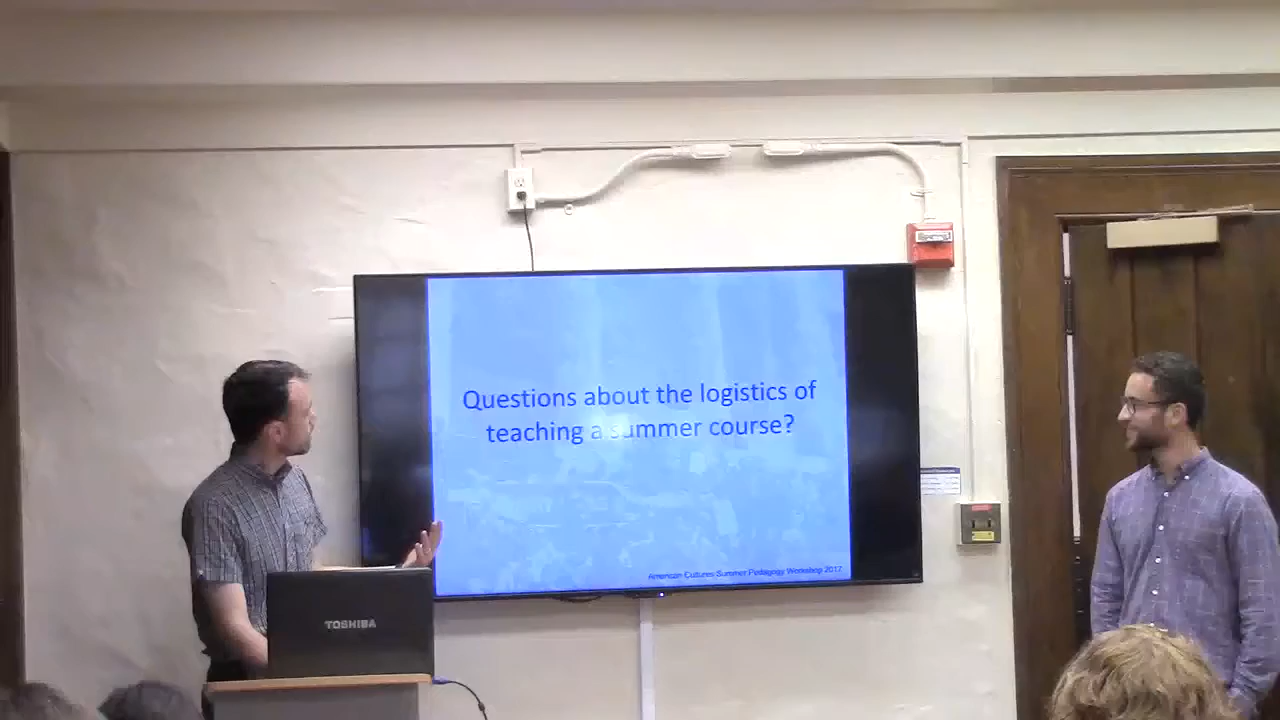 Questions about the logistics of
teaching a summer course?
American Cultures Summer Pedagogy Workshop 2017
TOSHIBA